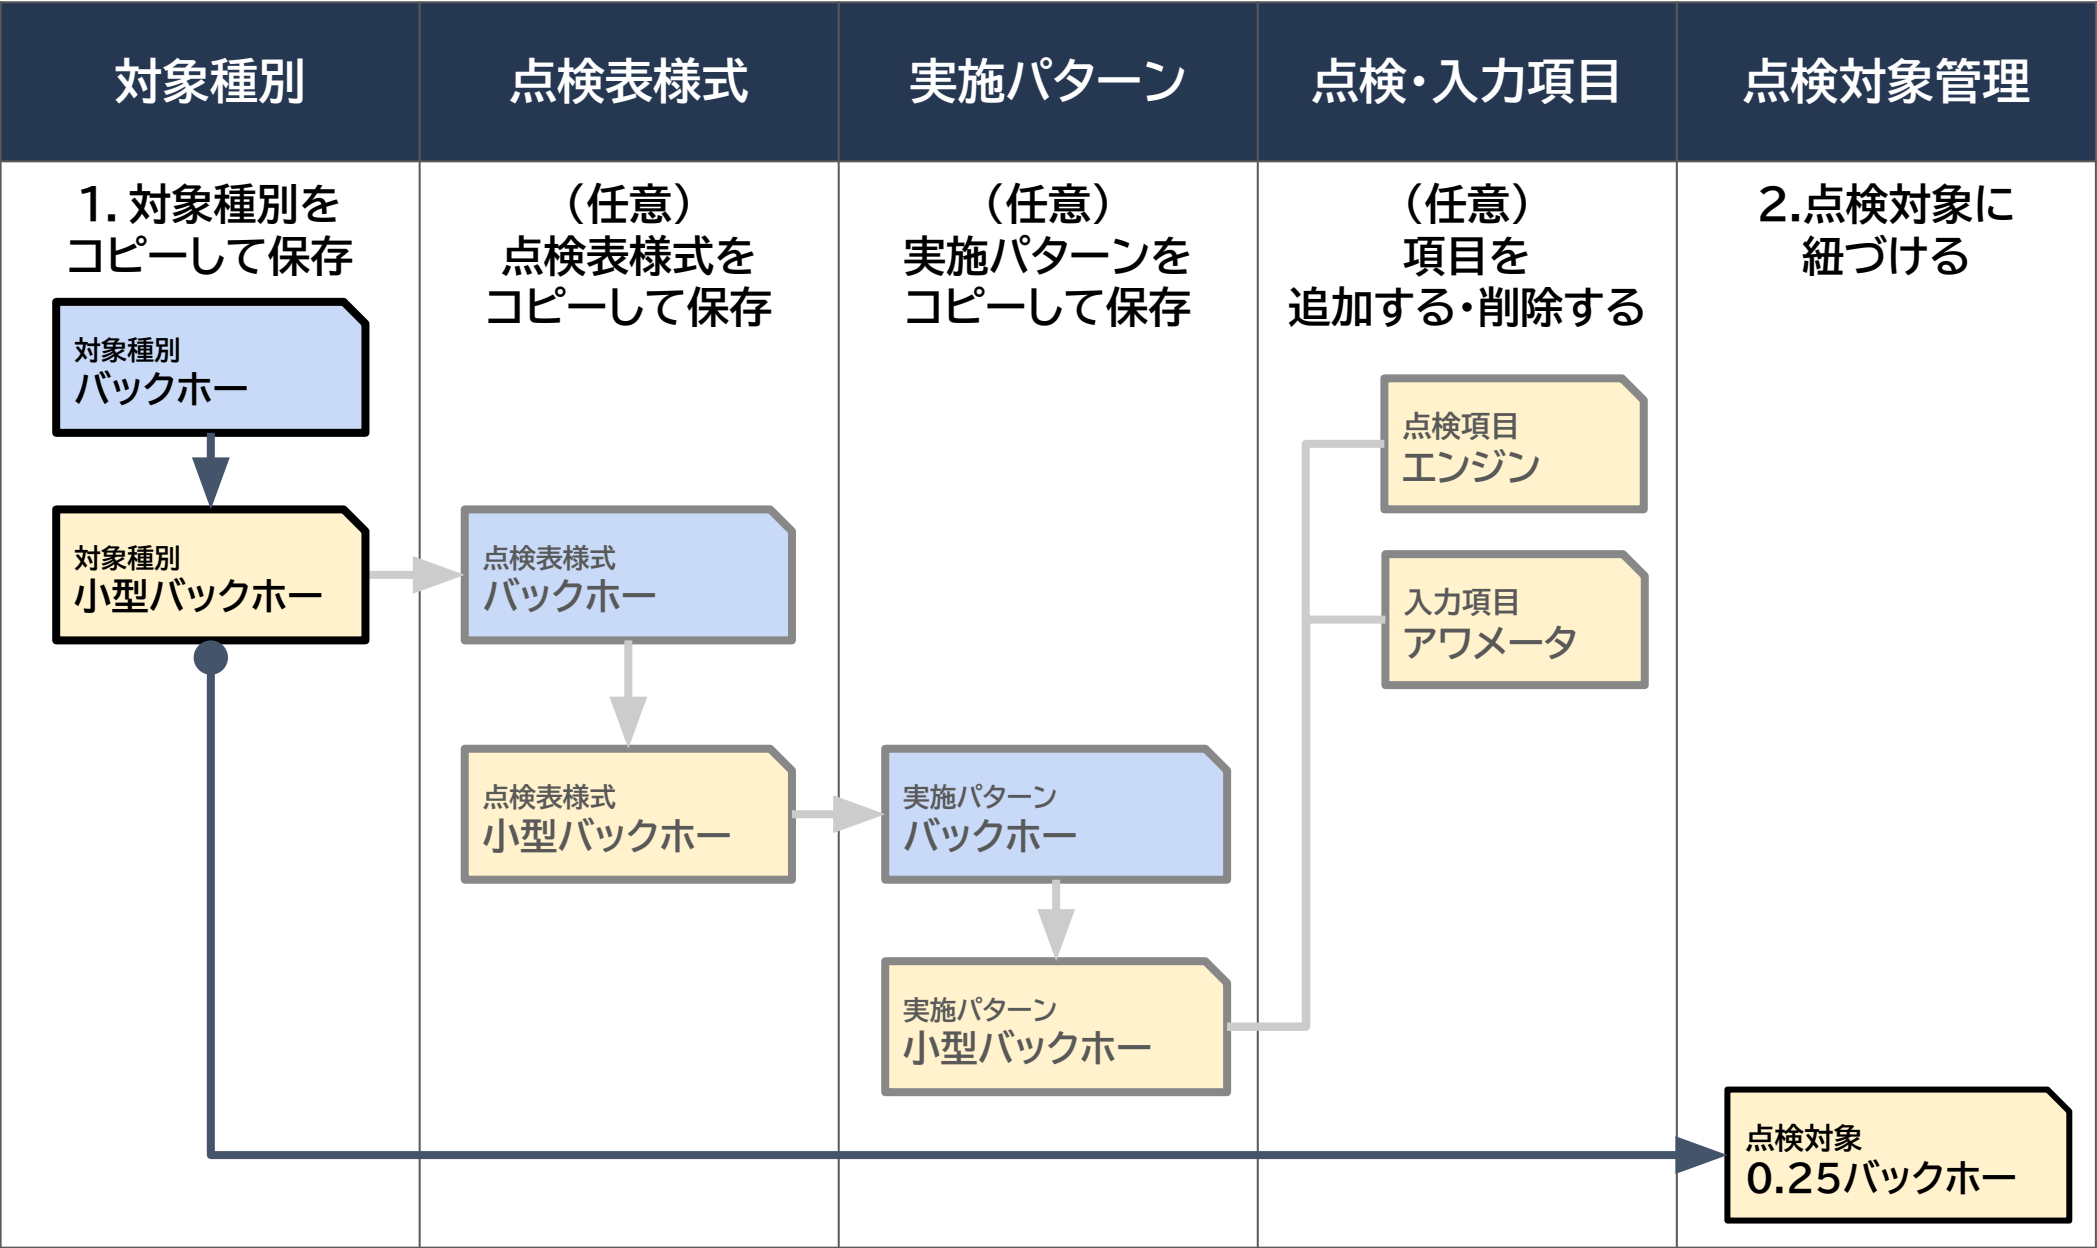 対象種別
点検表様式
実施パターン
点検・入力項目
点検対象管理
1. 対象種別を
コピーして保存
（任意）
点検表様式を
コピーして保存
（任意）
実施パターンを
コピーして保存
（任意）
項目を
追加する・削除する
2.点検対象に
紐づける
対象種別
バックホー
対象種別
小型バックホー
点検表様式
バックホー
点検表様式
小型バックホー
実施パターン
バックホー
実施パターン
小型バックホー
点検項目
エンジン
入力項目
アワメータ
点検対象
0.25バックホー